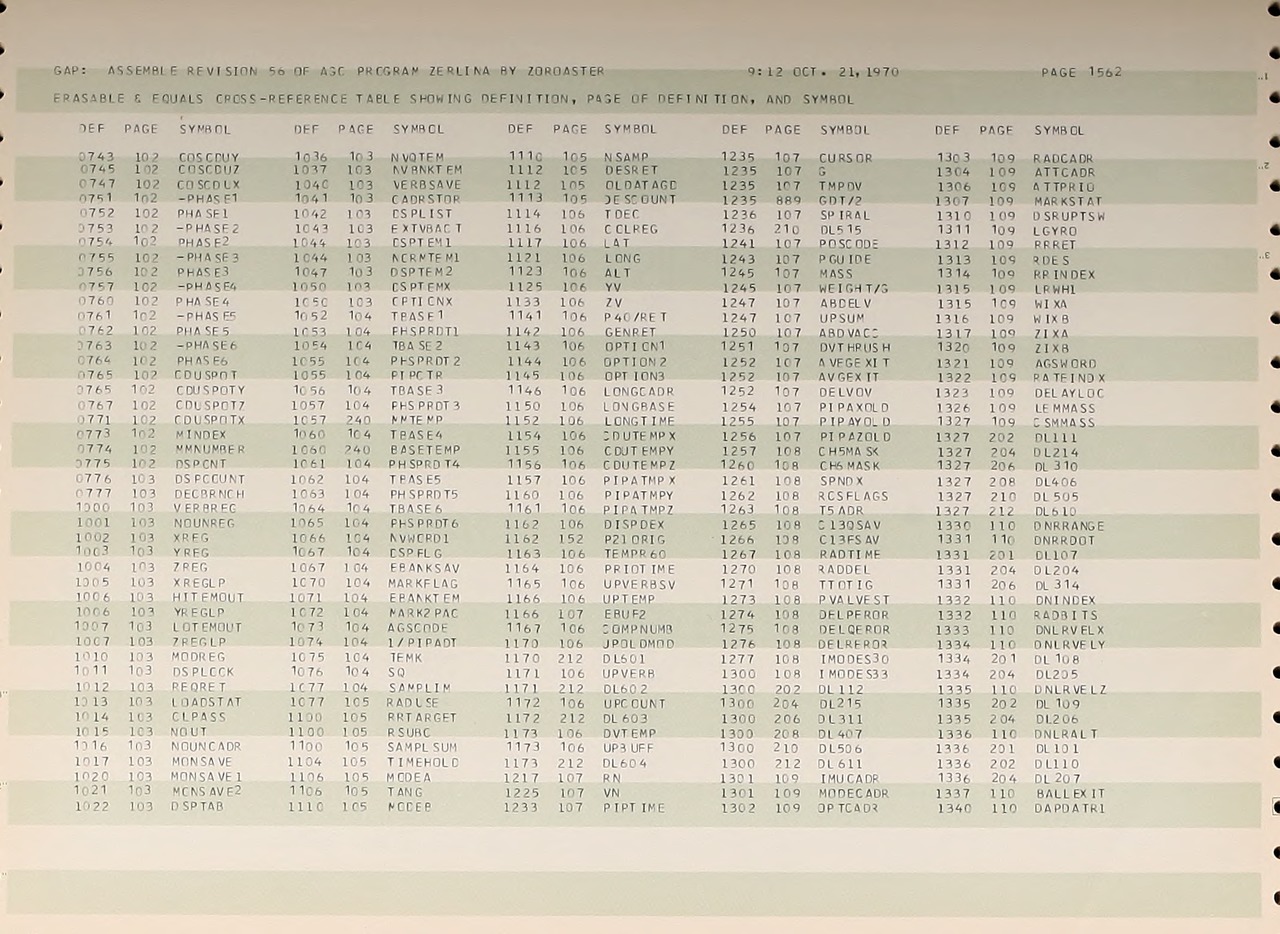 GAP: ASSEMBLE REVISION 56 OF AGC PROGRAM ZERLINA BY ZOROASTER 9:12 OCT. 21,1970 PAGE 1562
ERASABLE & EQUALS CROSS-REFERENCE TABLE SHOWING DEFINITION, PAGE OF DEFINITION, AND SYMBOL
DEF PAGE SYMBOL DEF PAGE SYMBOL DEF PAGE SYMBOL DEF PAGE SYMBOL DEF PAGE SYMBOL
0743 102 COSCDUY 1036 103 NVQTEM 1110 105 NSAMP 1235 107 CURSOR 1303 109 RADCADR
0745 102 COSCDUZ 1037 103 NVBNKTEM 1112 105 DESRET 1235 107 G 1304 109 ATTCADR
0747 102 COSCDUX 1040 103 VERBSAVE 1112 105 OLDATAGD 1235 107 TMPDV 1306 109 ATTPRIO
0751 102 -PHASE1 1041 103 CADRSTOR 1113 105 DESCOUNT 1235 889 GDT/2 1307 109 MARKSTAT
0752 102 PHASE1 1042 103 DSPLIST 1114 106 TDEC 1236 107 SPIRAL 1310 109 DSRUPTSW
0753 102 -PHASE2 1043 103 EXTVBACT 1116 106 COLREG 1236 210 DL515 1311 109 LGYRO
0754 102 PHASE2 1044 103 DSPTEM1 1117 106 LAT 1241 107 POSCODE 1312 109 RRRET
0755 102 -PHASE3 1044 103 NORMTEM1 1121 106 LONG 1243 107 PGUIDE 1313 109 RDES
0756 102 PHASE3 1047 103 DSPTEM2 1123 106 ALT 1245 107 MASS 1314 109 RRINDEX
0757 102 -PHASE4 1050 103 DSPTEMX 1125 106 YV 1245 107 WEIGHT/G 1315 109 LRWH1
0760 102 PHASE4 1050 103 OPTIONX 1133 106 ZV 1247 107 ABDELV 1315 109 WIXA
0761 102 -PHASE5 1052 104 TBASE1 1141 106 P40/RET 1247 107 UPSUM 1316 109 WIXB
0762 102 PHASE5 1053 104 PHSPRDT1 1142 106 GENRET 1250 107 ABDVACC 1317 109 ZIXA
0763 102 -PHASE6 1054 104 TBASE2 1143 106 OPTION1 1251 107 DVTHRUSH 1320 109 ZIXB
0764 102 PHASE6 1055 104 PHSPRDT2 1144 106 OPTION2 1252 107 AVEGEXIT 1321 109 AGSWORD
0765 102 CDUSPOT 1055 104 PIPCTR 1145 106 OPTION3 1252 107 AVGEXIT 1322 109 RATEINDX
0765 102 CDUSPOTY 1056 104 TBASE3 1146 106 LONGCADR 1252 107 DELVOV 1323 109 DELAYLOC
0767 102 CDUSPOTZ 1057 104 PHSPRDT3 1150 106 LONGBASE 1254 107 PIPAXOLD 1326 109 LEMMASS
0771 102 CDUSPOTX 1057 240 MMTEMP 1152 106 LONGTIME 1255 107 PIPAYOLD 1327 109 CSMMASS
0773 102 MINDEX 1060 104 TBASE4 1154 106 CDUTEMPX 1256 107 PIPAZOLD 1327 202 DL111
0774 102 MMNUMBER 1060 240 BASETEMP 1155 106 CDUTEMPY 1257 108 CH5MASK 1327 204 DL214
0775 102 DSPCNT 1061 104 PHSPRDT4 1156 106 CDUTEMPZ 1260 108 CH6MASK 1327 206 DL310
0776 103 DSPCOUNT 1062 104 TBASE5 1157 106 PIPATMPX 1261 108 SPNDX 1327 208 DL406
0777 103 DECBRNCH 1063 104 PHSPRDT5 1160 106 PIPATMPY 1262 108 RCSFLAGS 1327 210 DL505
1000 103 VERBREG 1064 104 TBASE6 1161 106 PIPATMPZ 1263 108 T5ADR 1327 212 DL610
1001 103 NOUNREG 1065 104 PHSPRDT6 1162 106 DISPDEX 1265 108 C13QSAV 1330 110 DNRRANGE
1002 103 XREG 1066 104 NVWORD1 1162 152 P21ORIG 1266 108 C13FSAV 1331 110 DNRRDOT
1003 103 YREG 1067 104 DSPFLG 1163 106 TEMPR60 1267 108 RADTIME 1331 201 DL107
1004 103 ZREG 1067 104 EBANKSAV 1164 106 PRIOTIME 1270 108 RADDEL 1331 204 DL204
1005 103 XREGLP 1070 104 MARKFLAG 1165 106 UPVERBSV 1271 108 TTOTIG 1331 206 DL314
1006 103 HITEMOUT 1071 104 EBANKTEM 1166 106 UPTEMP 1273 108 PVALVEST 1332 110 DNINDEX
1006 103 YREGLP 1072 104 MARK2PAC 1166 107 EBUF2 1274 108 DELPEROR 1332 110 RADBITS
1007 103 LOTEMOUT 1073 104 AGSCODE 1167 106 COMPNUMB 1275 108 DELQEROR 1333 110 DNLRVELX
1007 103 ZREGLP 1074 104 1/PIPADT 1170 106 JPOLDMOD 1276 108 DELREROR 1334 110 DNLRVELY
1010 103 MODREG 1075 104 TEMK 1170 212 DL601 1277 108 IMODES30 1334 201 DL108
1011 103 DSPLOCK 1076 104 SQ 1171 106 UPVERB 1300 108 IMODES33 1334 204 DL205
1012 103 REQRET 1077 104 SAMPLIM 1171 212 DL602 1300 202 DL112 1335 110 DNLRVELZ
1013 103 LOADSTAT 1077 105 RADUSE 1172 106 UPCOUNT 1300 204 DL215 1335 202 DL109
1014 103 CLPASS 1100 105 RRTARGET 1172 212 DL603 1300 206 DL311 1335 204 DL206
1015 103 NOUT 1100 105 RSUBC 1173 106 DVTEMP 1300 208 DL407 1336 110 DNLRALT
1016 103 NOUNCADR 1100 105 SAMPLSUM 1173 106 UPBUFF 1300 210 DL506 1336 201 DL101
1017 103 MONSAVE 1104 105 TIMEHOLD 1173 212 DL604 1300 212 DL611 1336 202 DL110
1020 103 MONSAVE1 1106 105 MODEA 1217 107 RN 1301 109 IMUCADR 1336 204 DL207
1021 103 MONSAVE2 1106 105 TANG 1225 107 VN 1301 109 MODECADR 1337 110 BALLEXIT
1022 103 DSPTAB 1110 105 MODEB 1233 107 PIPTIME 1302 109 OPTCADR 1340 110 DAPDATR1